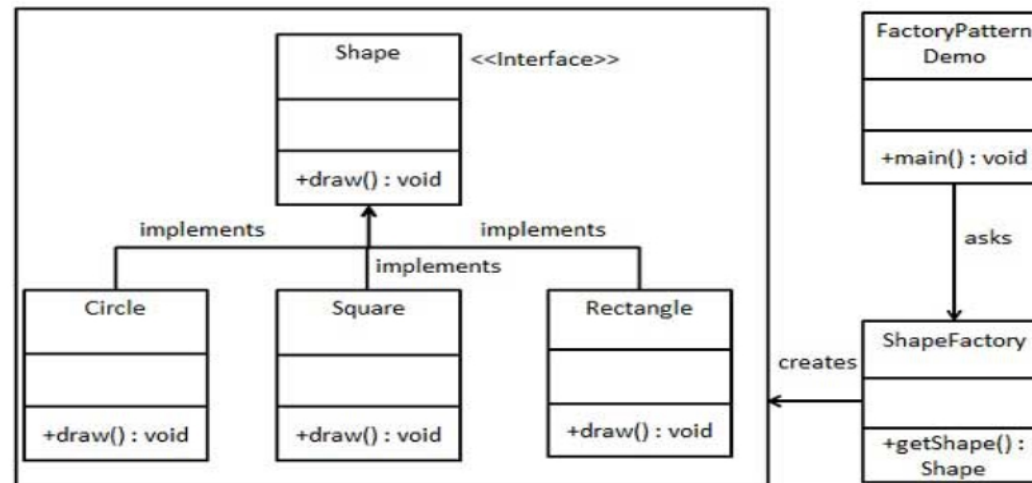 Shape
<<Interface>>
+draw() : void
implements
implements
implements
Circle
+draw() : void
Square
+draw() : void
Rectangle
+draw() : void
FactoryPattern
Demo
+main() : void
asks
creates
ShapeFactory
+getShape() :
Shape